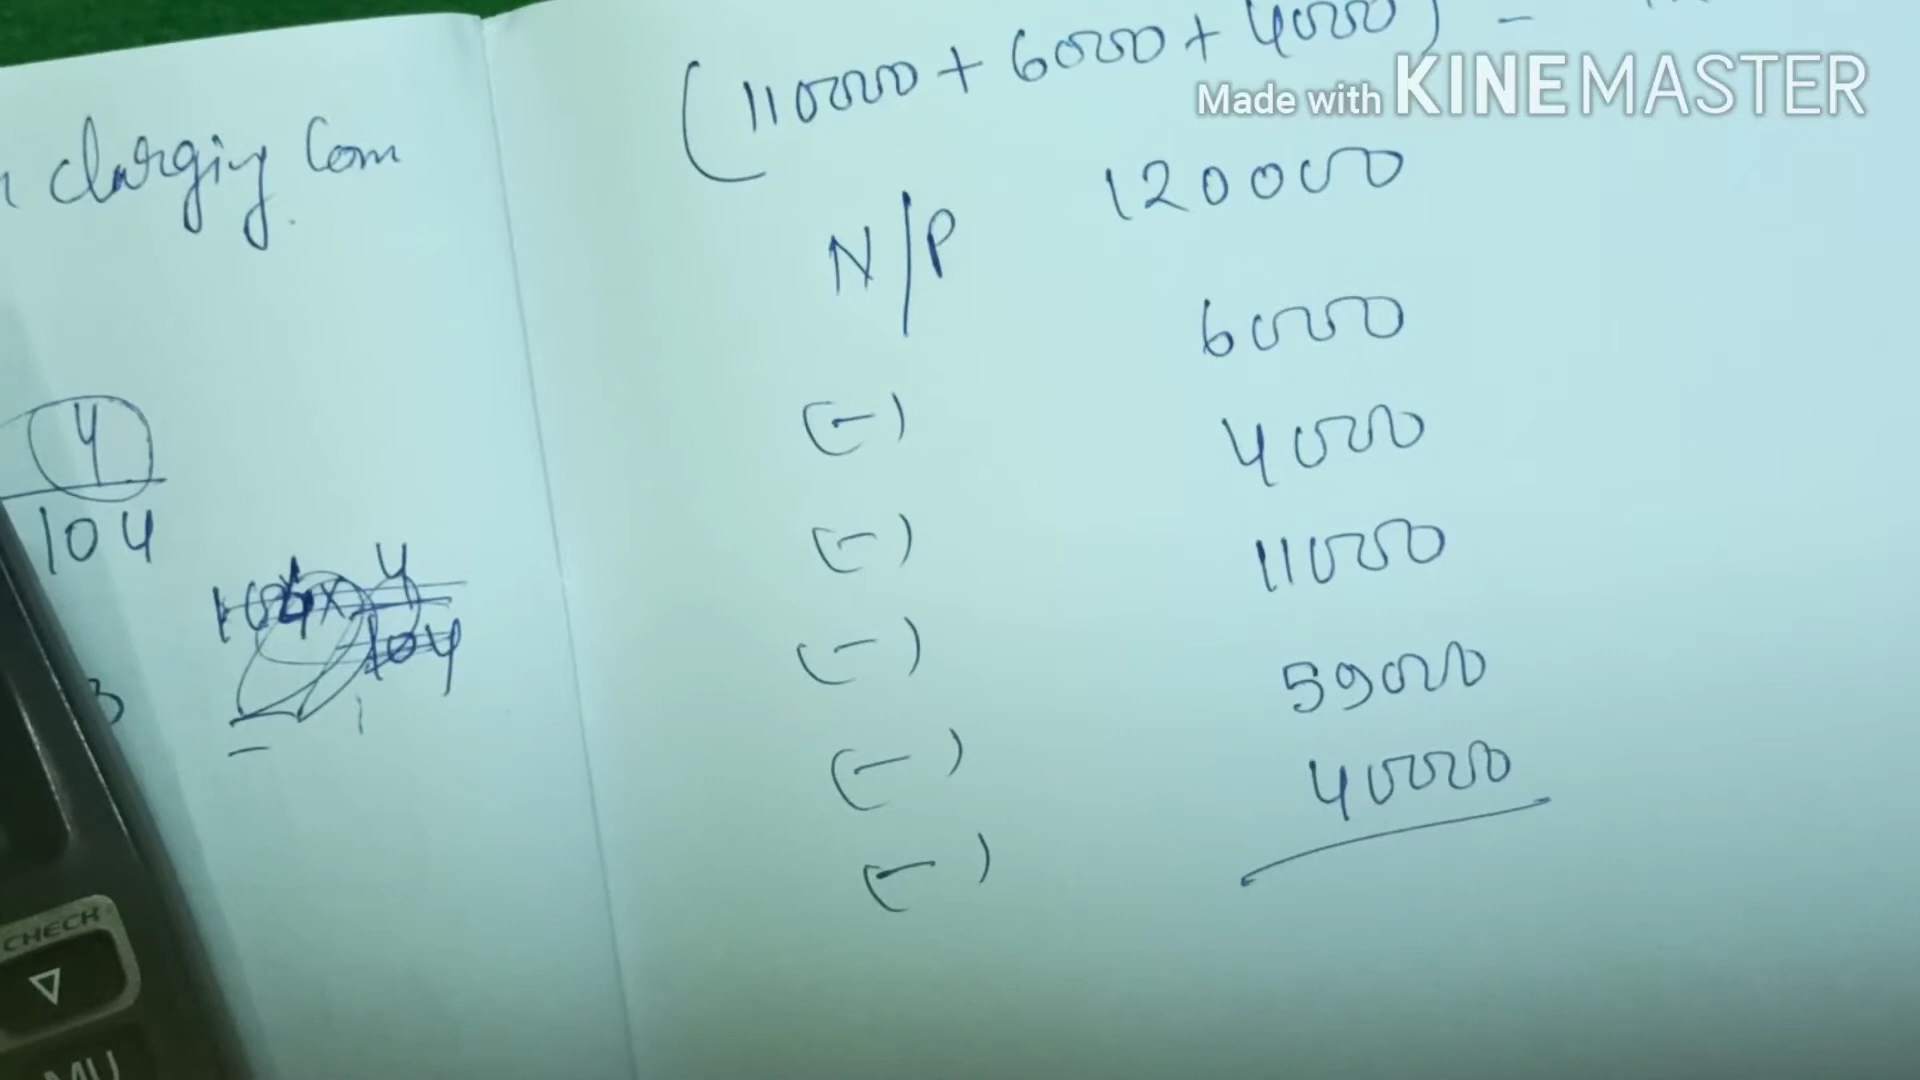 (110000 + 6000 + 4000) -
Made with KINEMASTER
charging Com
120000
N/P
6000
(-) 4000
(-) 11000
(-) 59000
(-) 40000
(-)
4
104
4
104
CHECK
MU